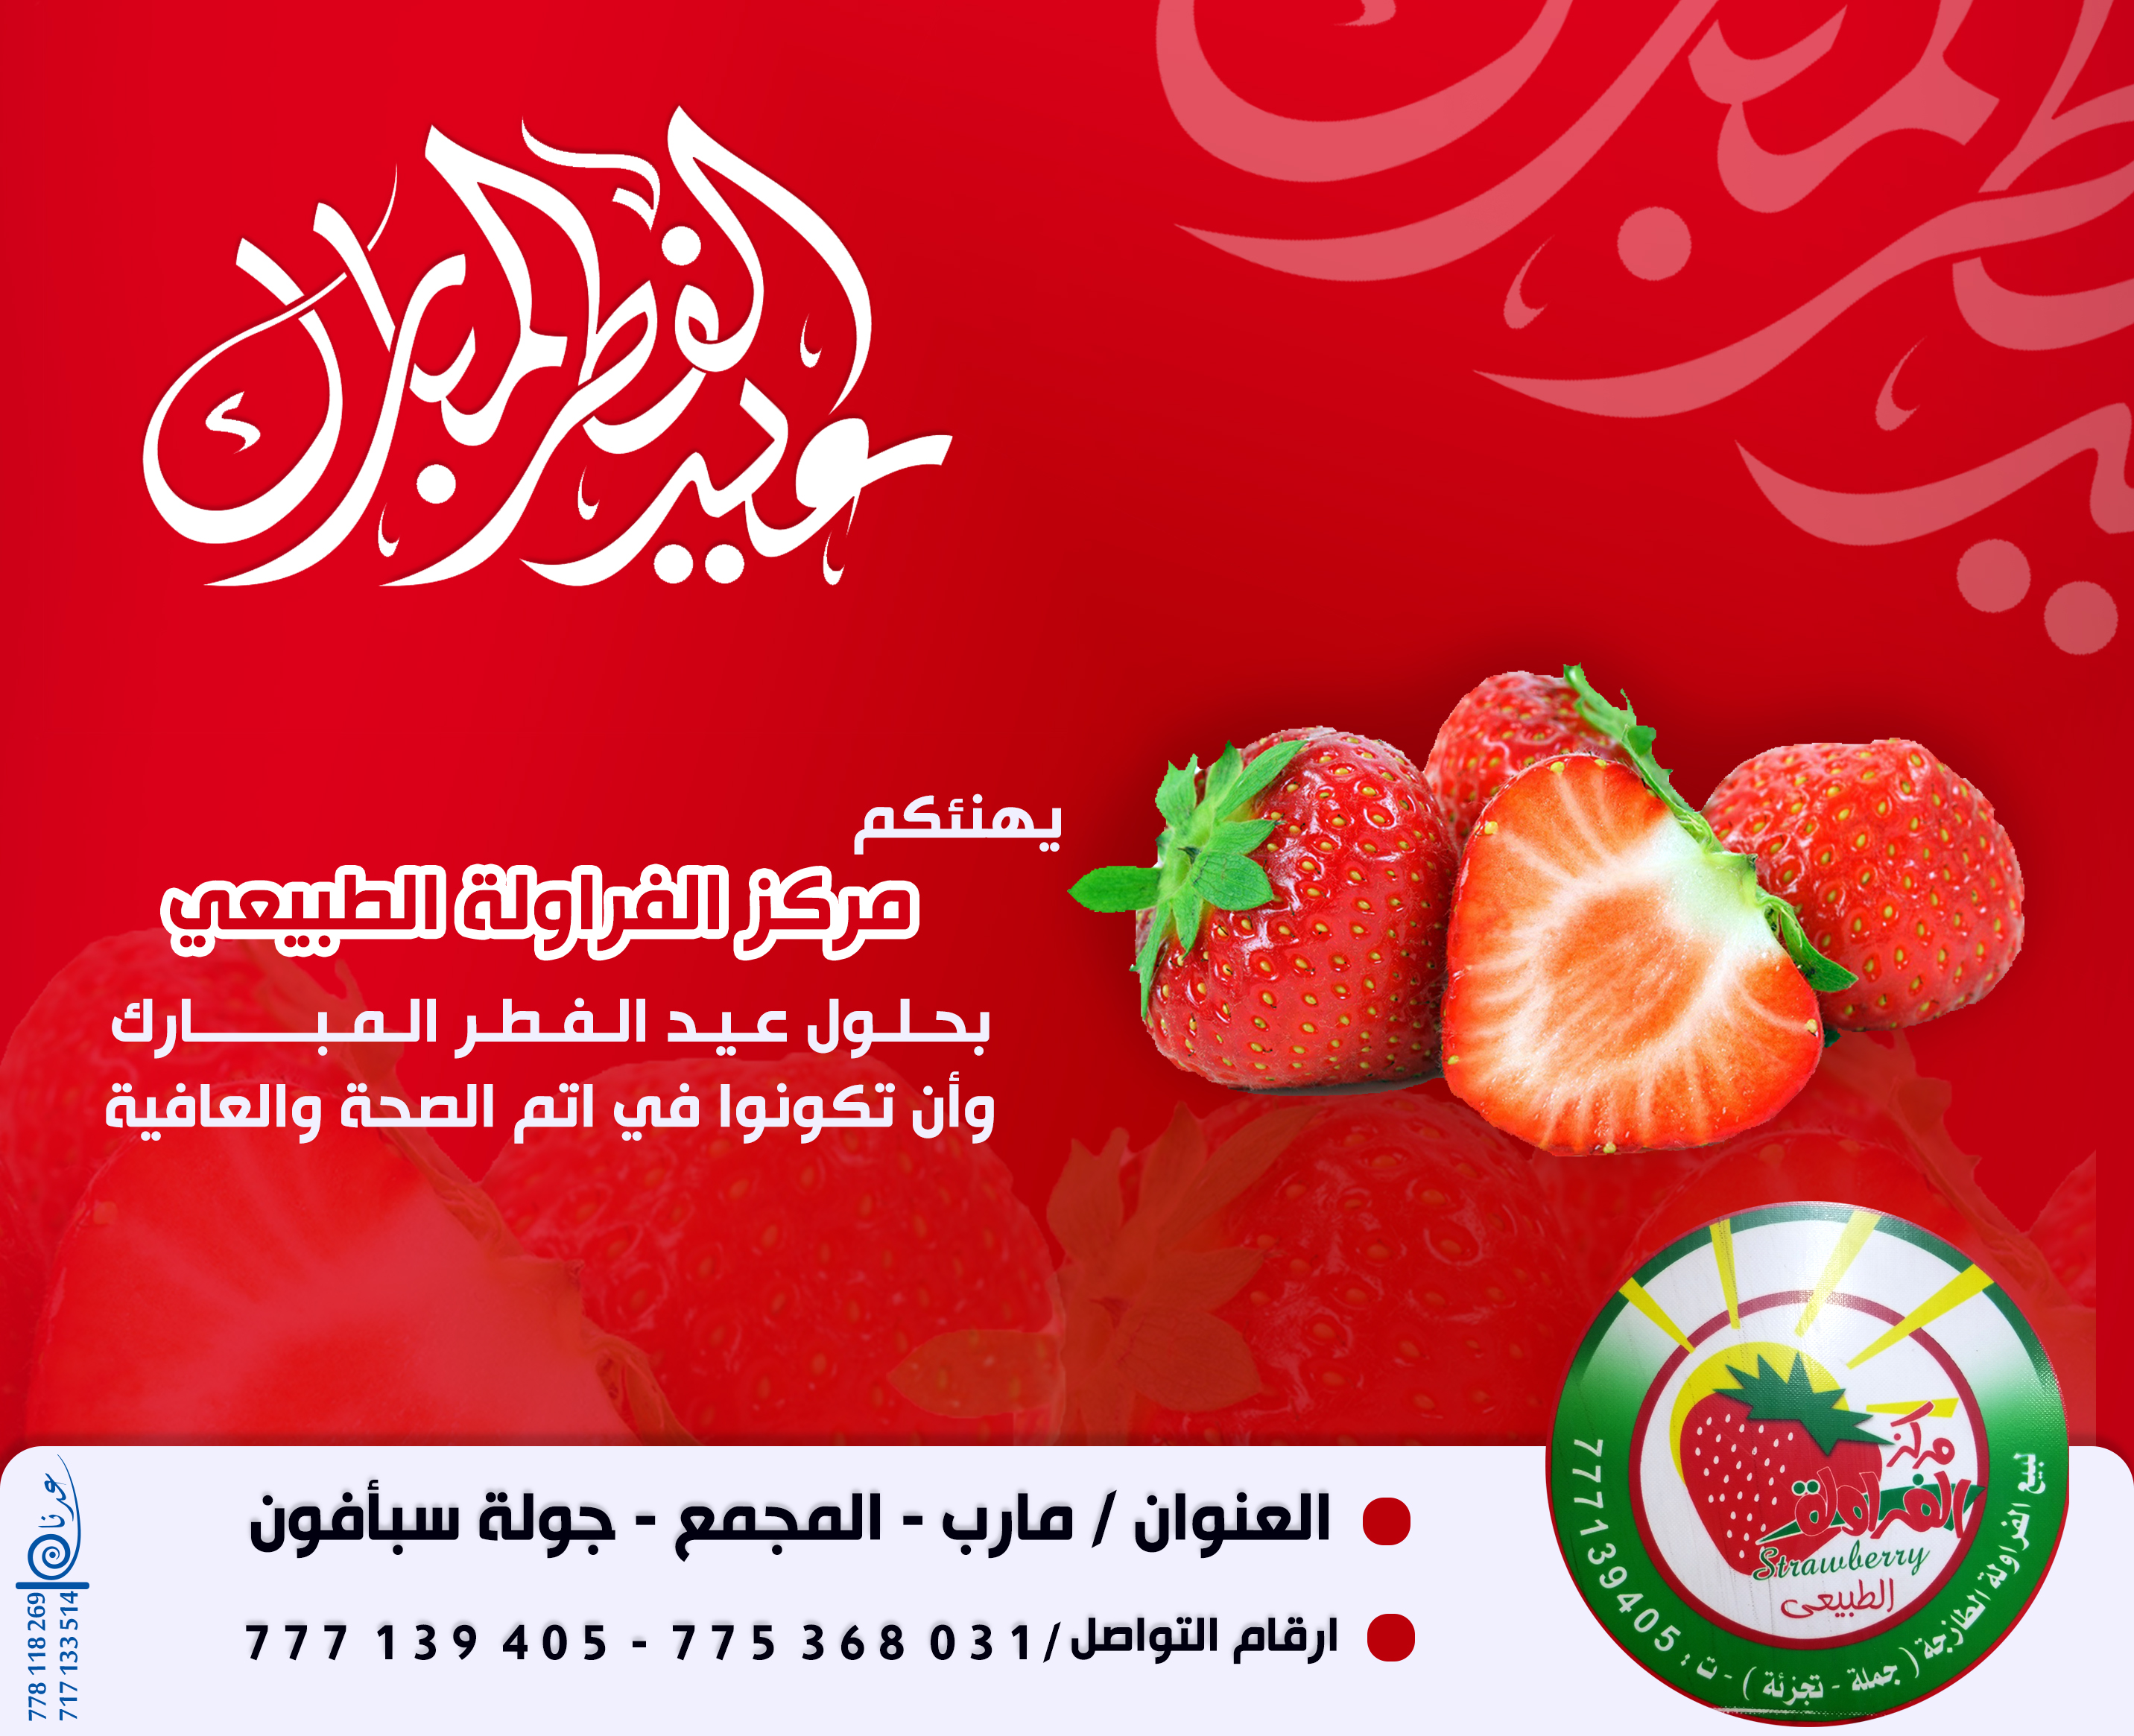 عيد الفطر المبارك
يهنئكم
مركز الفراولة الطبيعي
بحلول عيد الفطر المبــــارك
وأن تكونوا في اتم الصحة والعافية
العنوان / مارب - المجمع - جولة سبأفون
ارقام التواصل/ 777 139 405 - 775 368 031
مركز
الفراولة
Strawberry
الطبيعي
نبيع الفراولة الطازجة ( جملة - تجزئة ) - ت : 777139405
778 118 269
717 133 514